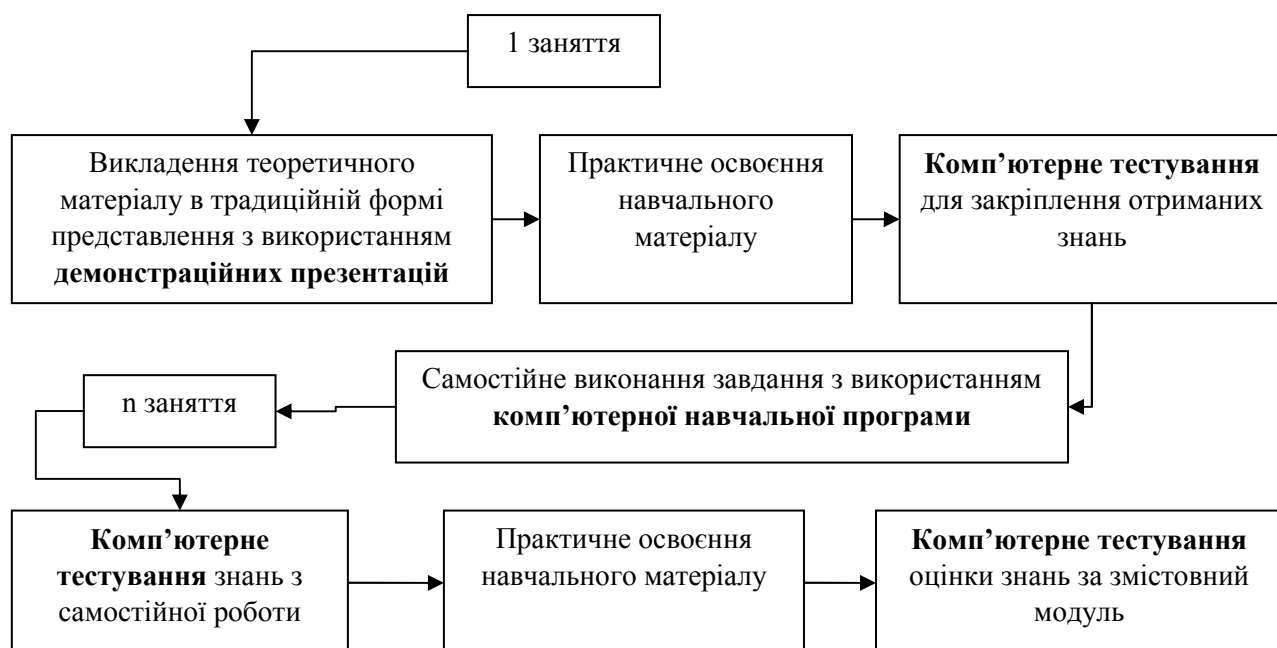 1 заняття
Викладення теоретичного
матеріалу в традиційній формі
представлення з використанням
демонстраційних презентацій
Практичне освоєння
навчального
матеріалу
Комп’ютерне тестування
для закріплення отриманих
знань
Самостійне виконання завдання з використанням
комп’ютерної навчальної програми
n заняття
Комп’ютерне
тестування знань з
самостійної роботи
Практичне освоєння
навчального матеріалу
Комп’ютерне тестування
оцінки знань за змістовний
модуль